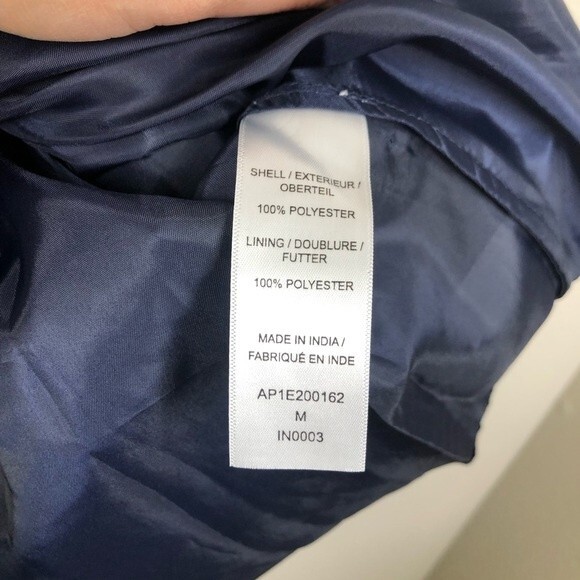 SHELL / EXTERIEUR /
OBERTEIL
100% POLYESTER
LINING / DOUBLURE /
FUTTER
100% POLYESTER
MADE IN INDIA /
FABRIQUÉ EN INDE
AP1E200162
M
IN0003